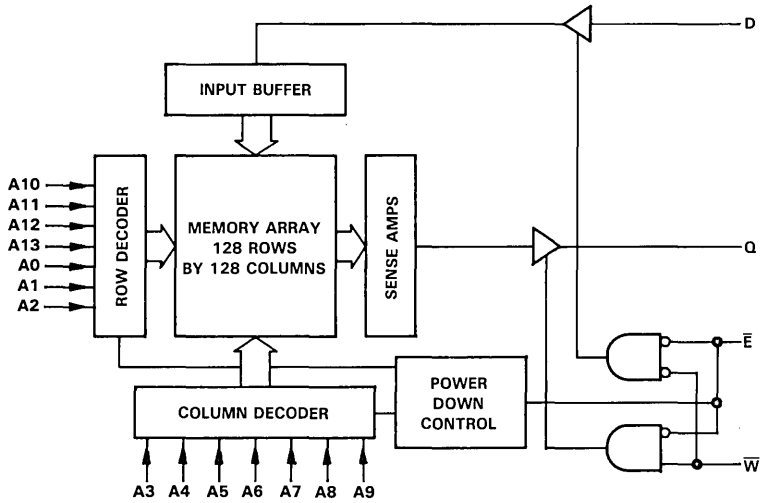 D
INPUT BUFFER
A10
A11
A12
A13
A0
A1
A2
ROW DECODER
MEMORY ARRAY
128 ROWS
BY 128 COLUMNS
SENSE AMPS
Q
E̅
POWER
DOWN
CONTROL
COLUMN DECODER
W̅
A3 A4 A5 A6 A7 A8 A9